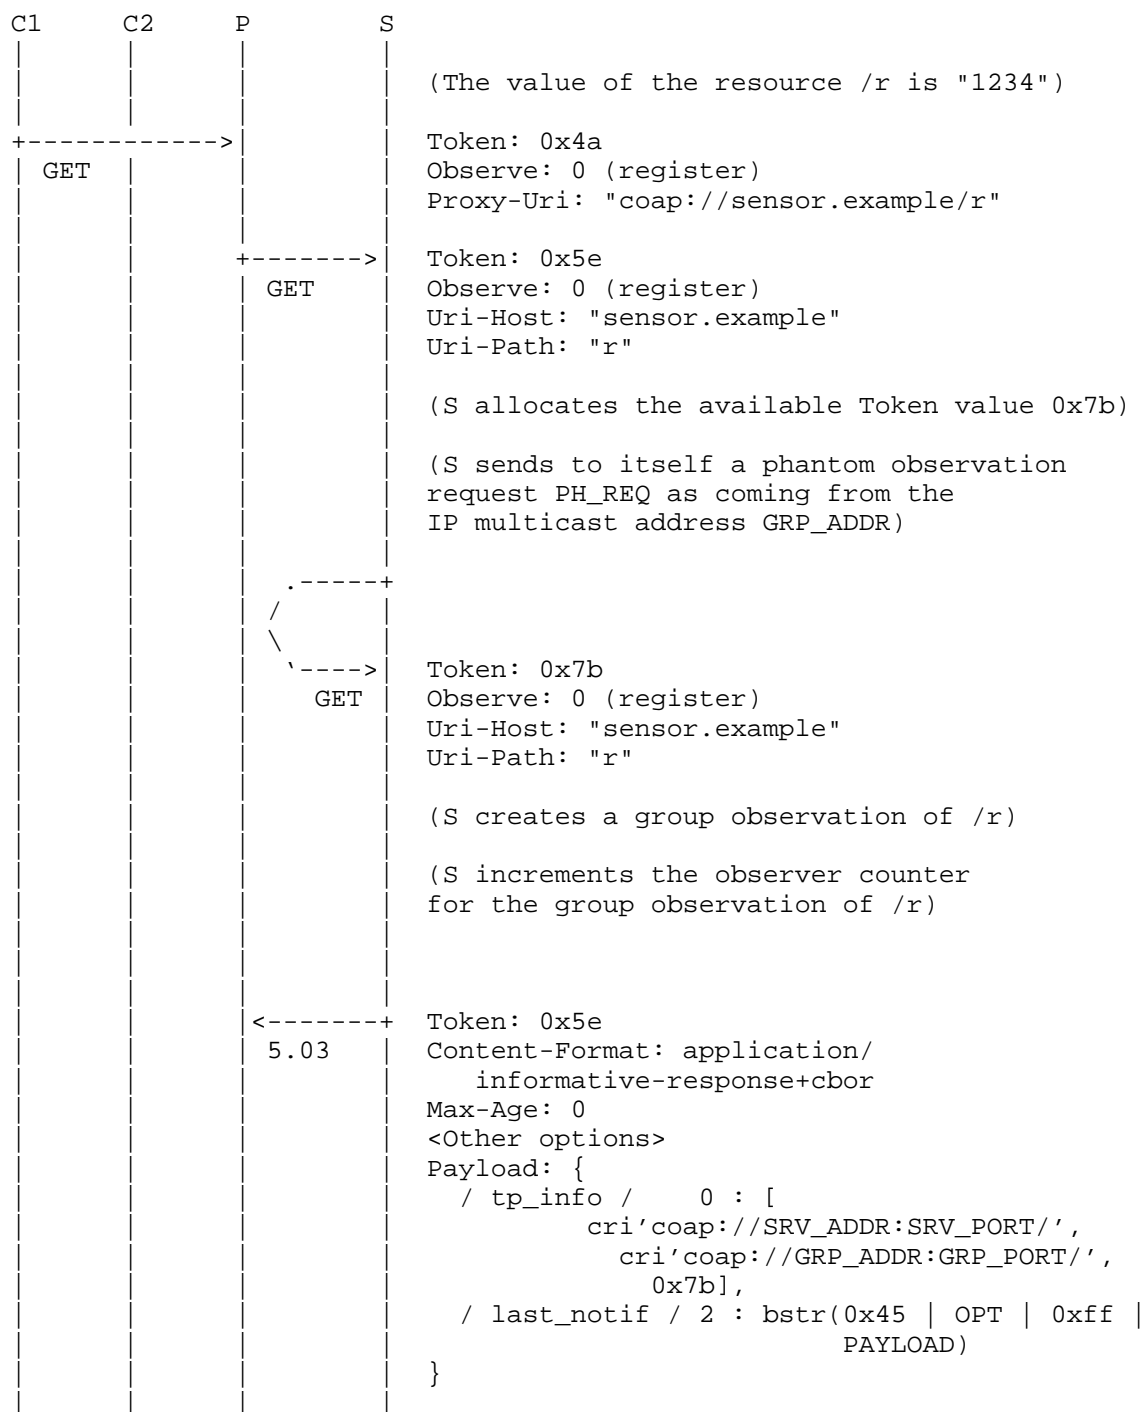 C1 C2 P S
(The value of the resource /r is "1234")
+------------>| Token: 0x4a
GET Observe: 0 (register)
Proxy-Uri: "coap://sensor.example/r"
+------->| Token: 0x5e
GET Observe: 0 (register)
Uri-Host: "sensor.example"
Uri-Path: "r"
(S allocates the available Token value 0x7b)
(S sends to itself a phantom observation
request PH_REQ as coming from the
IP multicast address GRP_ADDR)
.-----+
/
\
`---->| Token: 0x7b
GET Observe: 0 (register)
Uri-Host: "sensor.example"
Uri-Path: "r"
(S creates a group observation of /r)
(S increments the observer counter
for the group observation of /r)
|<-------+ Token: 0x5e
5.03 Content-Format: application/
informative-response+cbor
Max-Age: 0
<Other options>
Payload: {
/ tp_info / 0 : [
cri'coap://SRV_ADDR:SRV_PORT/',
cri'coap://GRP_ADDR:GRP_PORT/',
0x7b],
/ last_notif / 2 : bstr(0x45 | OPT | 0xff |
PAYLOAD)
}